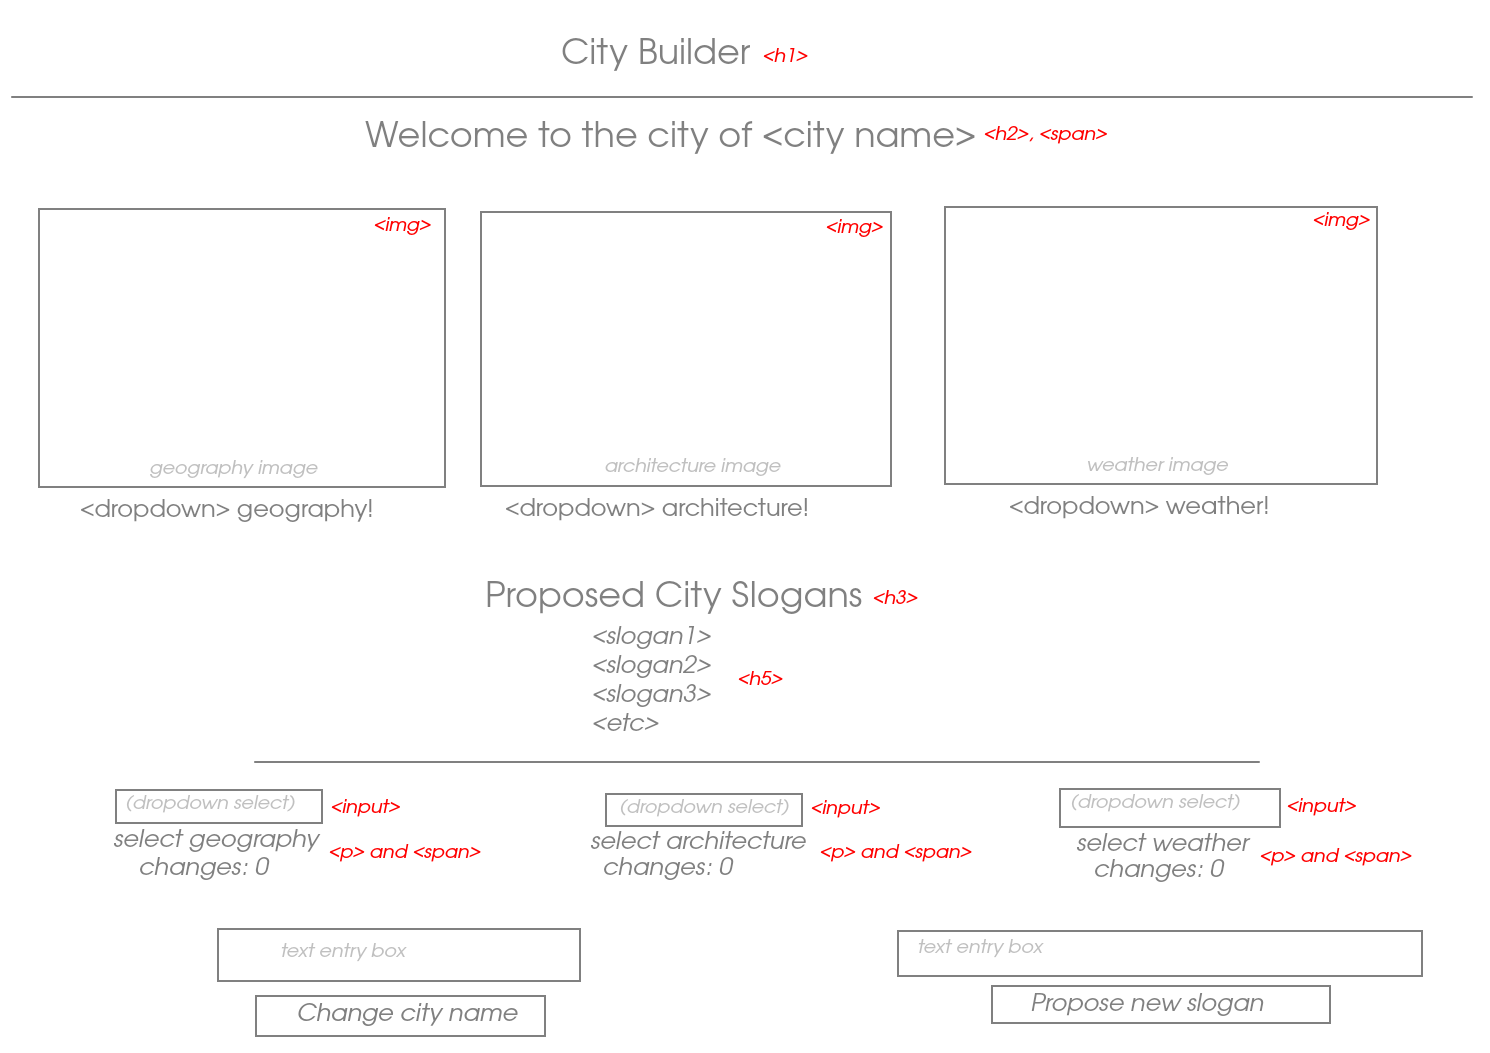 City Builder <h1>
Welcome to the city of <city name> <h2>, <span>
<img> <img> <img>
geography image architecture image weather image
<dropdown> geography! <dropdown> architecture! <dropdown> weather!
Proposed City Slogans <h3>
<slogan1>
<slogan2>
<h5>
<slogan3>
<etc>
(dropdown select) <input> (dropdown select) <input> (dropdown select) <input>
select geography select architecture select weather
<p> and <span> <p> and <span> <p> and <span>
changes: 0 changes: 0 changes: 0
text entry box text entry box
Change city name Propose new slogan